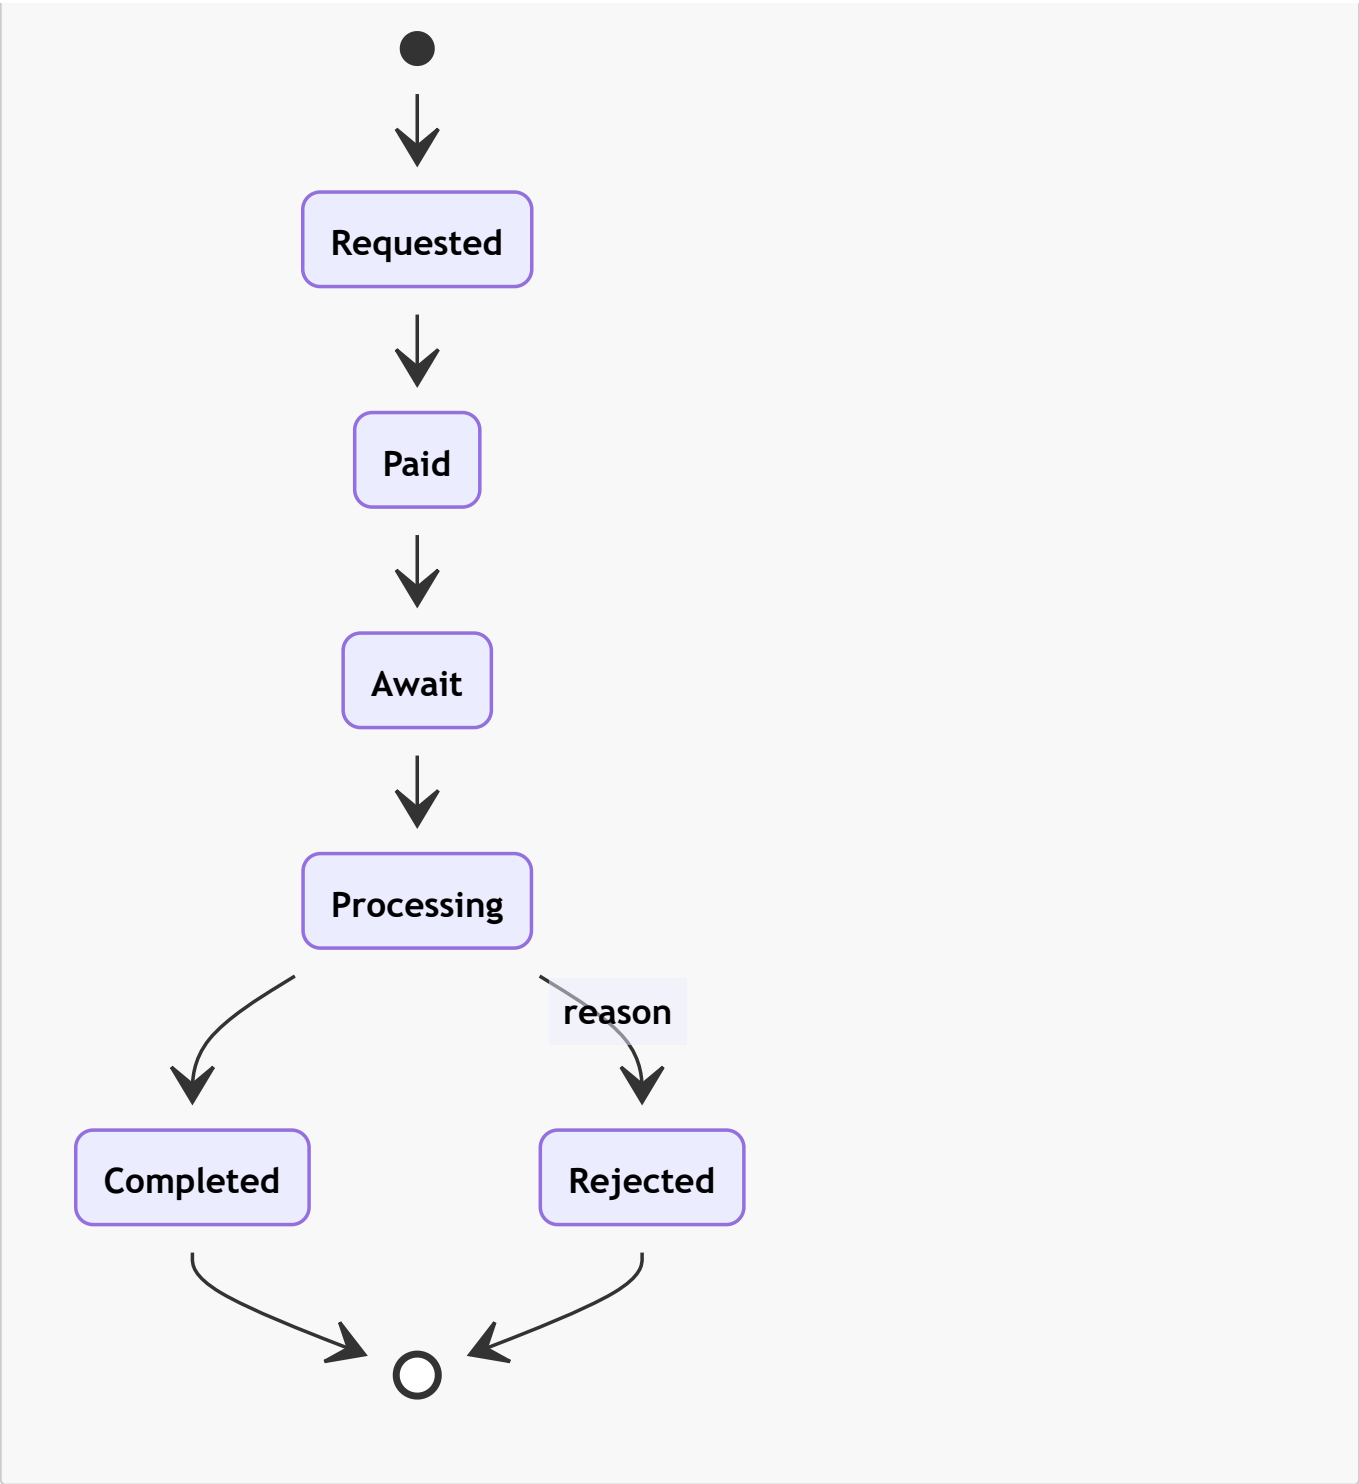 Requested
Paid
Await
Processing
reason
Completed
Rejected